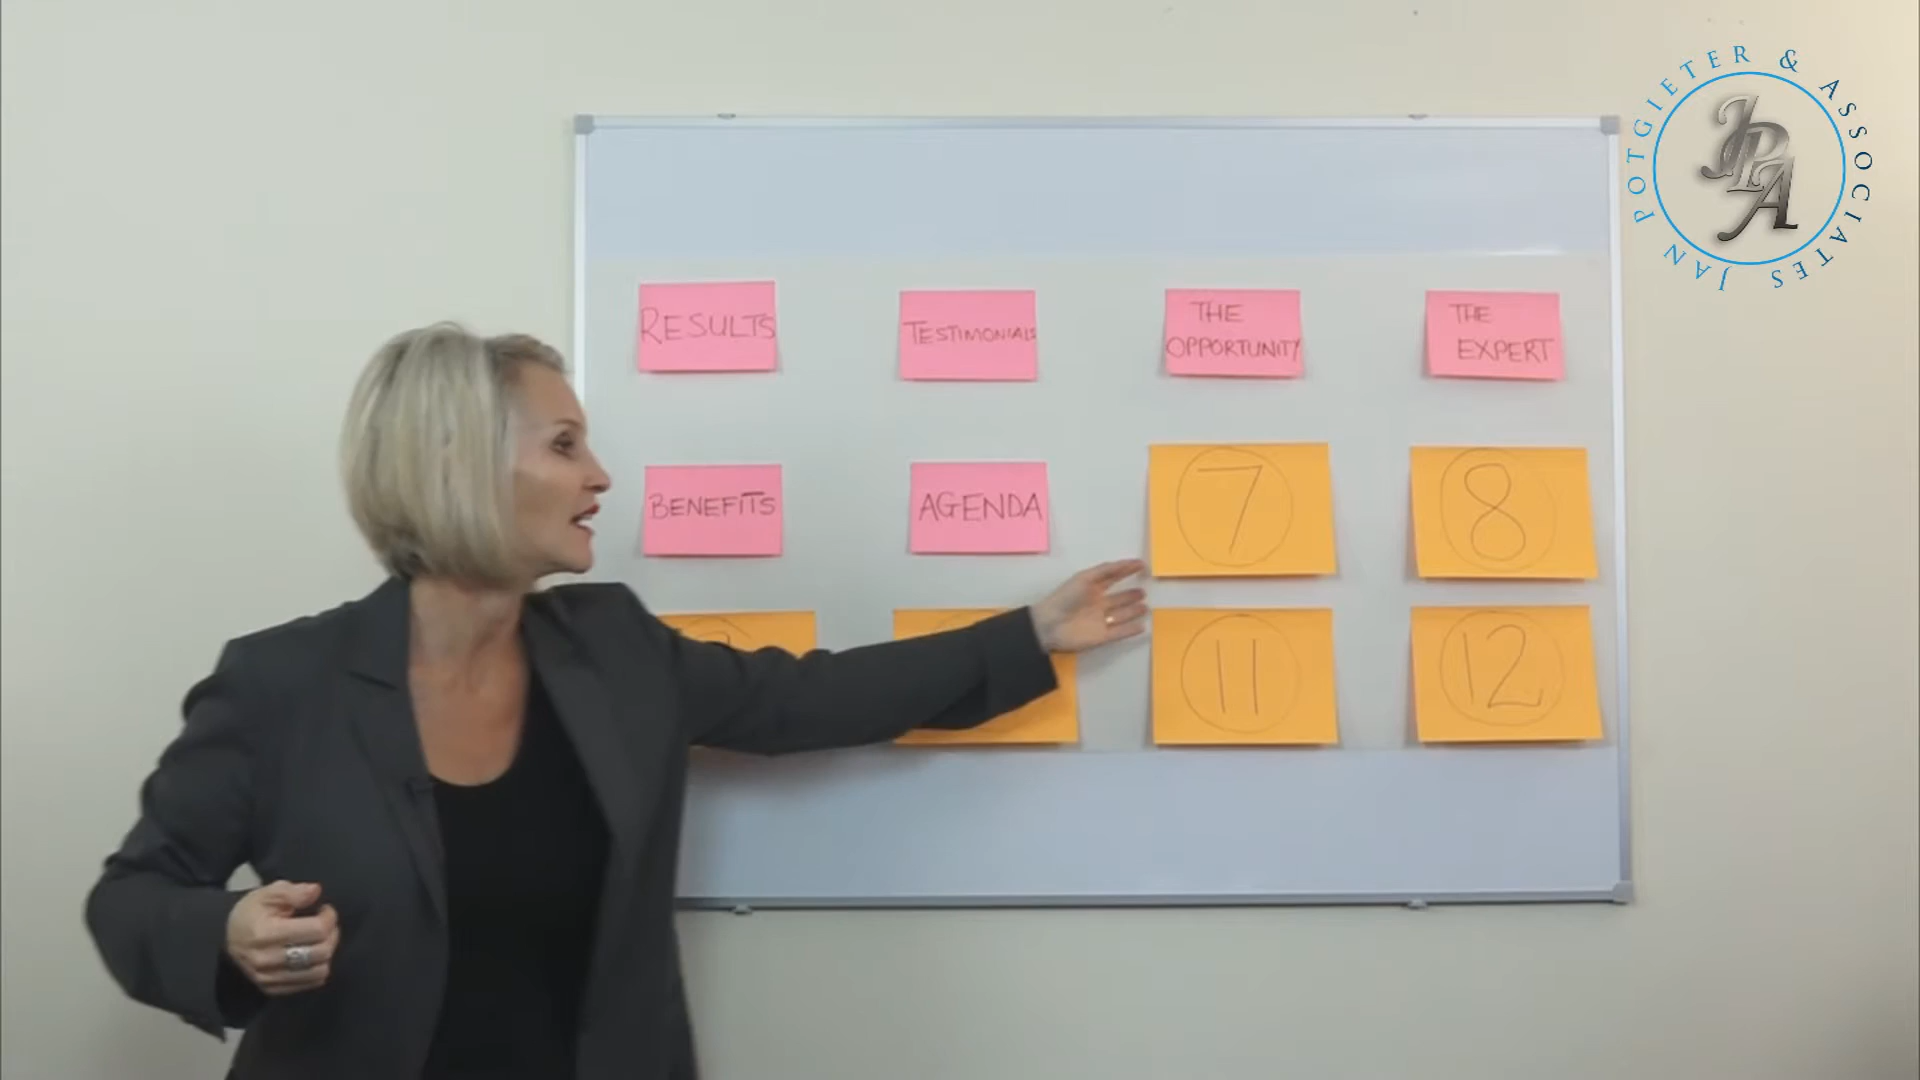 JAN POTGIETER & ASSOCIATES
JPA
RESULTS
TESTIMONIALS
THE
OPPORTUNITY
THE
EXPERT
BENEFITS
AGENDA
7
8
11
12